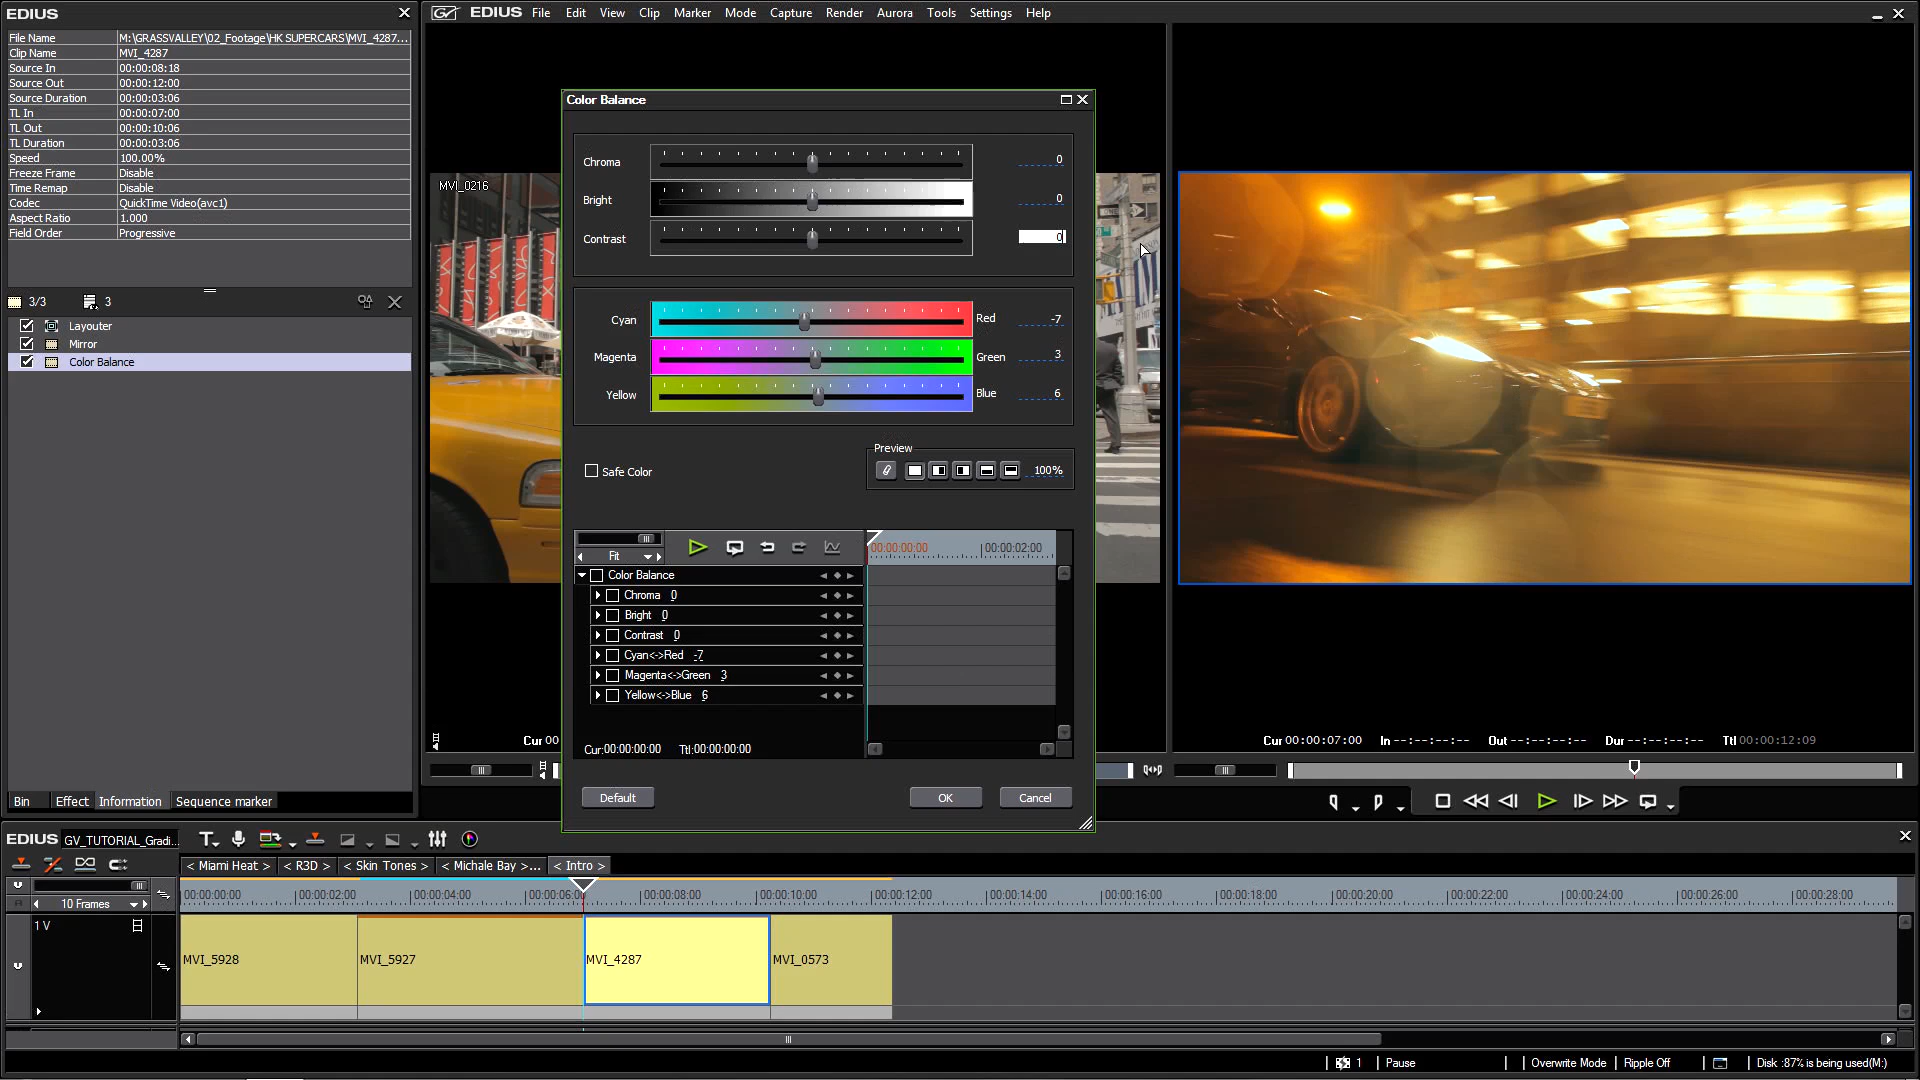 EDIUS
File Name M:\GRASSVALLEY\02_Footage\HK SUPERCARS\MVI_4287...
Clip Name MVI_4287
Source In 00:00:08:18
Source Out 00:00:12:00
Source Duration 00:00:03:06
TL In 00:00:07:00
TL Out 00:00:10:06
TL Duration 00:00:03:06
Speed 100.00%
Freeze Frame Disable
Time Remap Disable
Codec QuickTime Video(avc1)
Aspect Ratio 1.000
Field Order Progressive
3/3 3
Layouter
Mirror
Color Balance
Bin Effect Information Sequence marker
EDIUS File Edit View Clip Marker Mode Capture Render Aurora Tools Settings Help
MVI_0216
Color Balance
Chroma 0
Bright 0
Contrast 0
Cyan Red -7
Magenta Green 3
Yellow Blue 6
Safe Color
Preview
100%
Fit
00:00:00:00 00:00:02:00
Color Balance
Chroma 0
Bright 0
Contrast 0
Cyan<->Red -7
Magenta<->Green 3
Yellow<->Blue 6
Cur:00:00:00:00 Ttl:00:00:00:00
Default OK Cancel
Cur 00
Cur 00:00:07:00 In --:--:--:-- Out --:--:--:-- Dur --:--:--:-- Ttl 00:00:12:09
EDIUS GV_TUTORIAL_Gradi...
< Miami Heat > < R3D > < Skin Tones > < Michale Bay >... < Intro >
10 Frames
00:00:00:00 00:00:02:00 00:00:04:00 00:00:06:0 00:00:08:00 00:00:10:00 00:00:12:00 00:00:14:00 00:00:16:00 00:00:18:00 00:00:20:00 00:00:22:00 00:00:24:00 00:00:26:00 00:00:28:00
1 V
MVI_5928 MVI_5927 MVI_4287 MVI_0573
1 Pause Overwrite Mode Ripple Off Disk :87% is being used(M:)